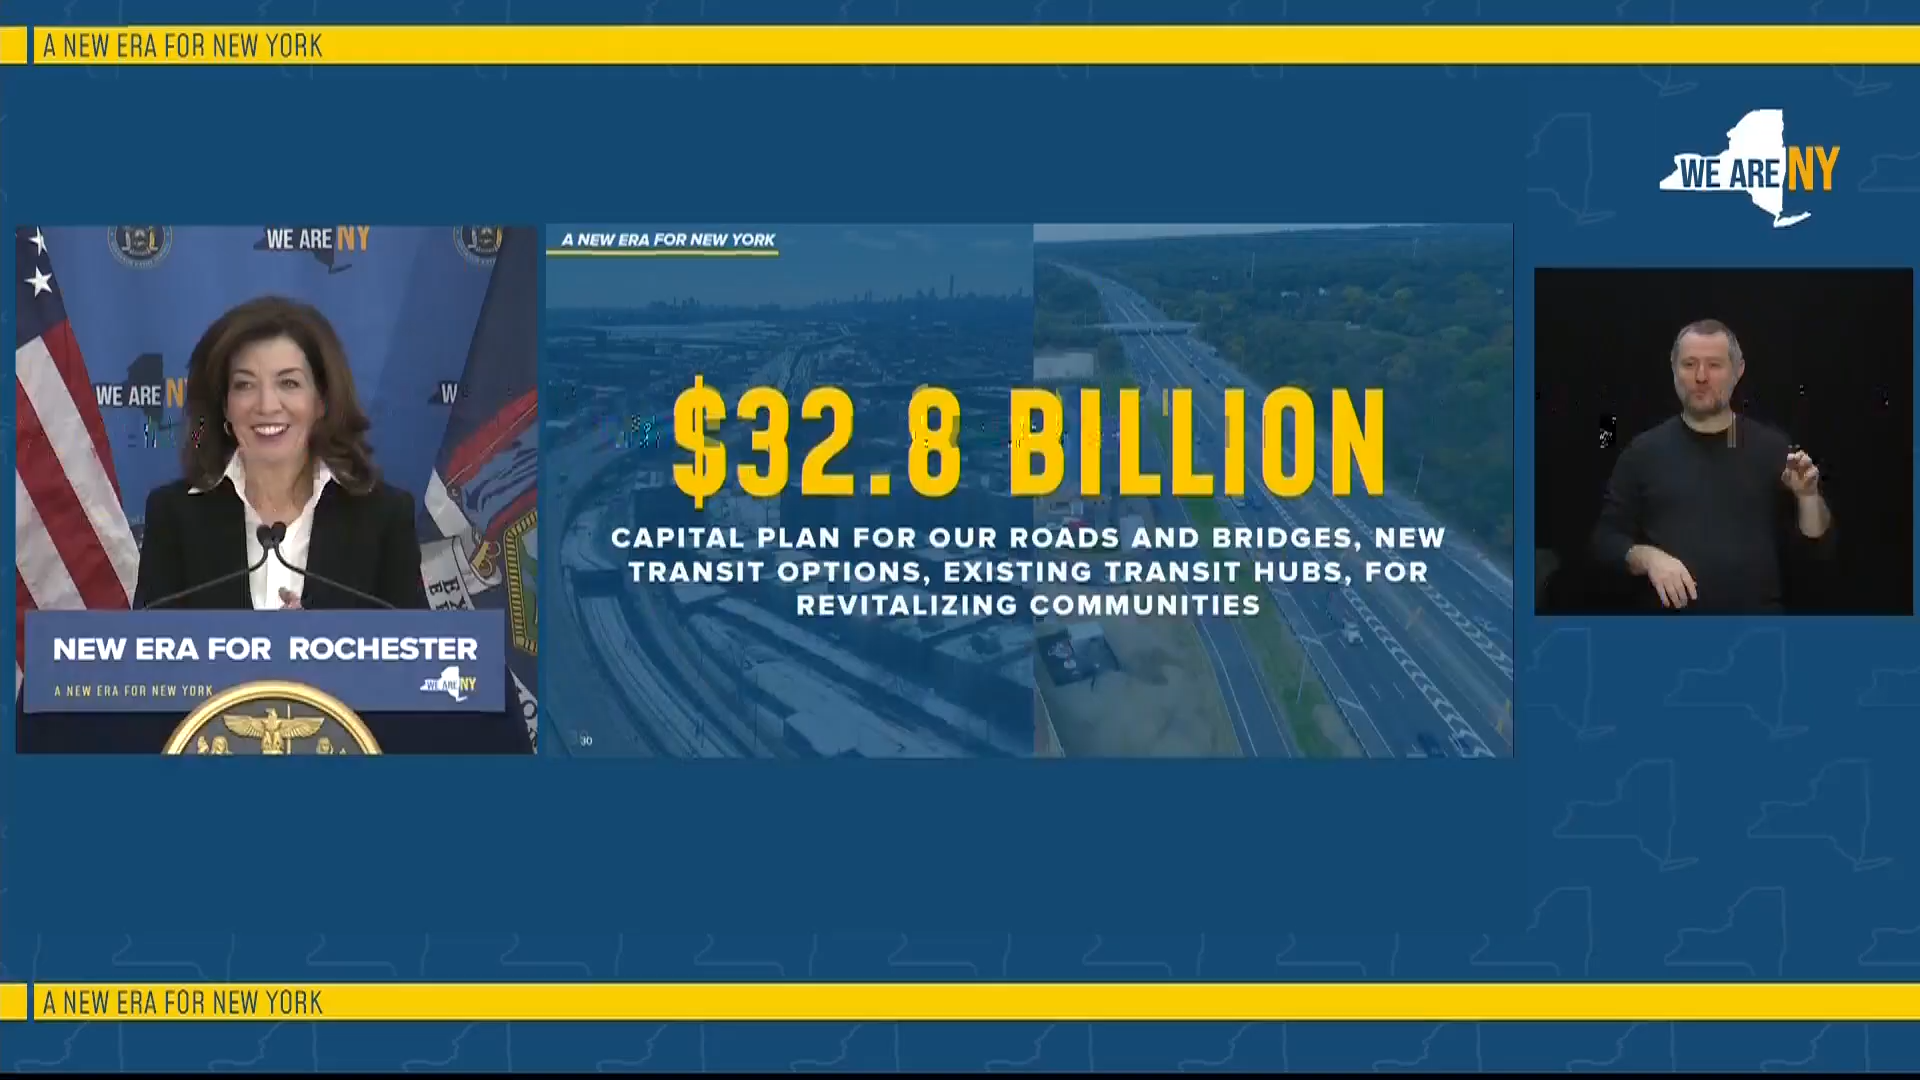 A NEW ERA FOR NEW YORK
WE ARE NY
WE ARE NY
WE ARE N
W
NEW ERA FOR ROCHESTER
A NEW ERA FOR NEW YORK
WE ARE NY
A NEW ERA FOR NEW YORK
$32.8 BILLION
CAPITAL PLAN FOR OUR ROADS AND BRIDGES, NEW
TRANSIT OPTIONS, EXISTING TRANSIT HUBS, FOR
REVITALIZING COMMUNITIES
30
A NEW ERA FOR NEW YORK